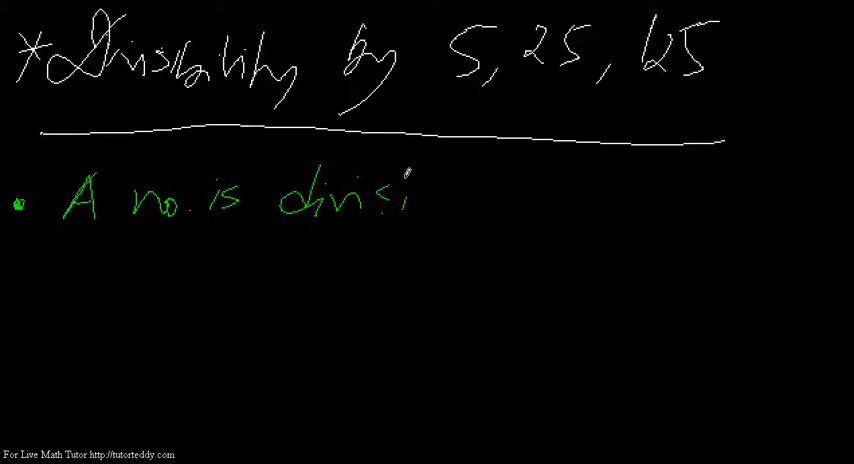 *Divisibility by 5, 25, 125
• A no. is divisi
For Live Math Tutor http://tutorteddy.com